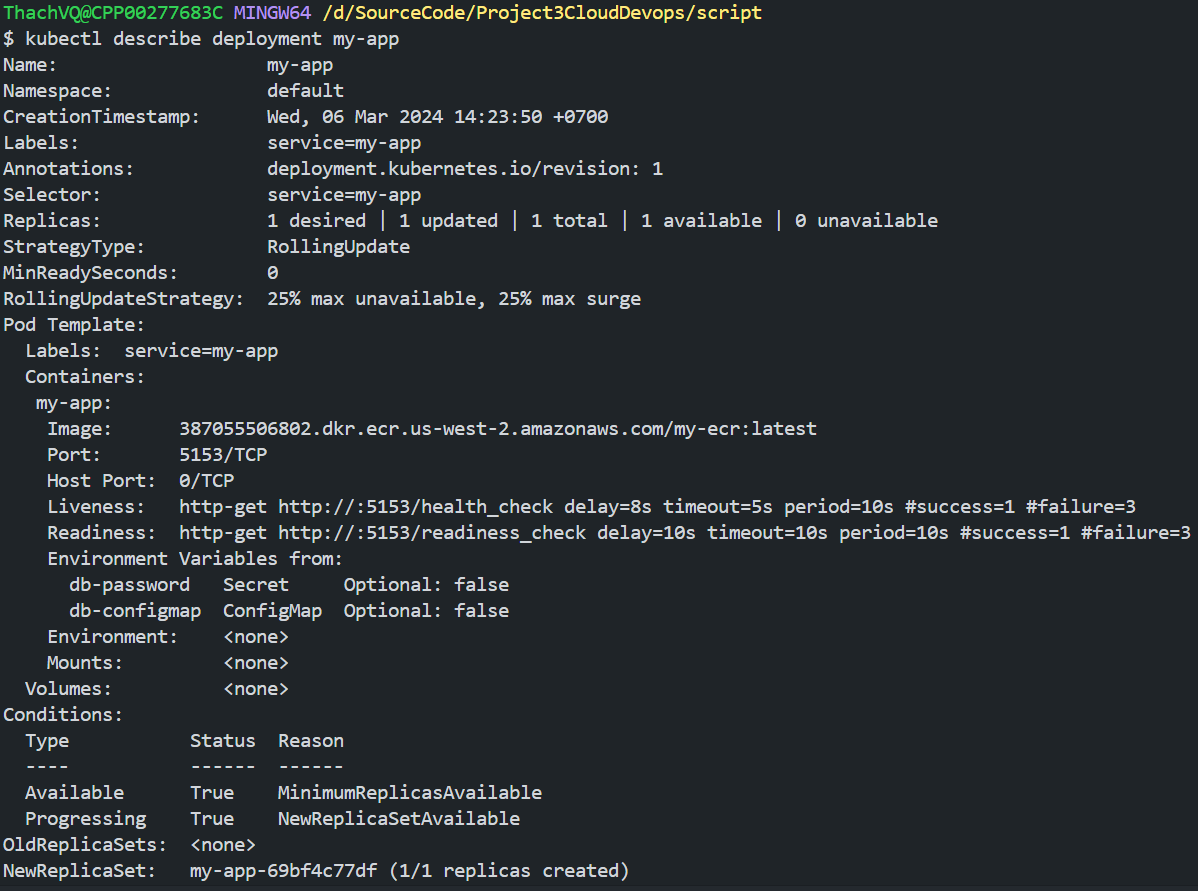 ThachVQ@CPP00277683C MINGW64 /d/SourceCode/Project3CloudDevops/script
$ kubectl describe deployment my-app
Name:                   my-app
Namespace:              default
CreationTimestamp:      Wed, 06 Mar 2024 14:23:50 +0700
Labels:                 service=my-app
Annotations:            deployment.kubernetes.io/revision: 1
Selector:               service=my-app
Replicas:               1 desired | 1 updated | 1 total | 1 available | 0 unavailable
StrategyType:           RollingUpdate
MinReadySeconds:        0
RollingUpdateStrategy:  25% max unavailable, 25% max surge
Pod Template:
  Labels:  service=my-app
  Containers:
   my-app:
    Image:      387055506802.dkr.ecr.us-west-2.amazonaws.com/my-ecr:latest
    Port:       5153/TCP
    Host Port:  0/TCP
    Liveness:   http-get http://:5153/health_check delay=8s timeout=5s period=10s #success=1 #failure=3
    Readiness:  http-get http://:5153/readiness_check delay=10s timeout=10s period=10s #success=1 #failure=3
    Environment Variables from:
      db-password   Secret     Optional: false
      db-configmap  ConfigMap  Optional: false
    Environment:    <none>
    Mounts:         <none>
  Volumes:          <none>
Conditions:
  Type           Status  Reason
  ----           ------  ------
  Available      True    MinimumReplicasAvailable
  Progressing    True    NewReplicaSetAvailable
OldReplicaSets:  <none>
NewReplicaSet:   my-app-69bf4c77df (1/1 replicas created)